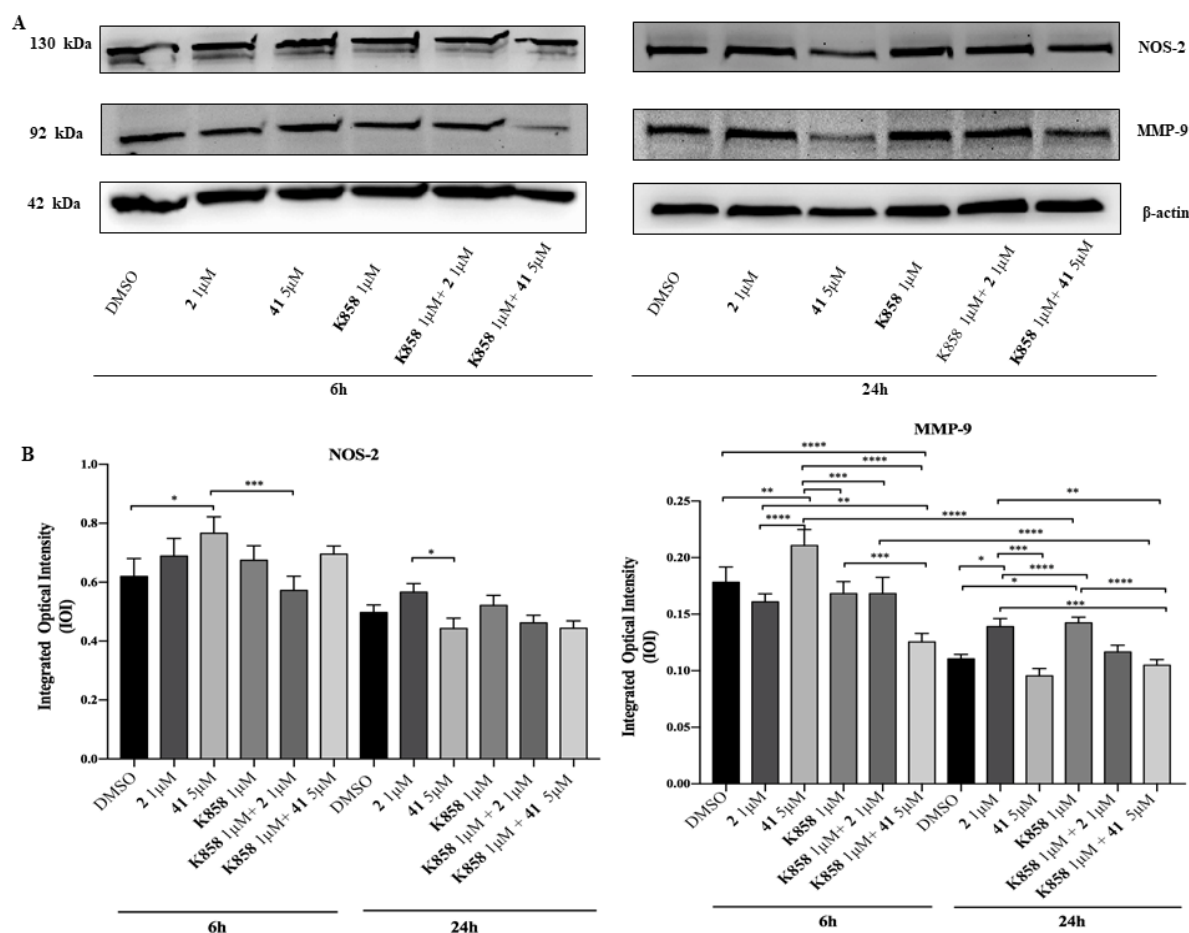 A
130 kDa
NOS-2
92 kDa
MMP-9
42 kDa
β-actin
DMSO
2 1μM
41 5μM
K858 1μM
K858 1μM+ 2 1μM
K858 1μM+ 41 5μM
6h
DMSO
2 1μM
41 5μM
K858 1μM
K858 1μM+ 2 1μM
K858 1μM+ 41 5μM
24h
B
NOS-2
Integrated Optical Intensity
(IOI)
1.0
0.8
0.6
0.4
0.2
0.0
*
***
*
DMSO
2 1μM
41 5μM
K858 1μM
K858 1μM+ 2 1μM
K858 1μM+ 41 5μM
DMSO
2 1μM
41 5μM
K858 1μM
K858 1μM + 2 1μM
K858 1μM + 41 5μM
6h
24h
MMP-9
Integrated Optical Intensity
(IOI)
0.25
0.20
0.15
0.10
0.05
0.00
****
****
***
**
**
**
****
****
****
***
*
***
****
*
****
***
DMSO
2 1μM
41 5μM
K858 1μM
K858 1μM+ 2 1μM
K858 1μM+ 41 5μM
DMSO
2 1μM
41 5μM
K858 1μM
K858 1μM + 2 1μM
K858 1μM + 41 5μM
6h
24h